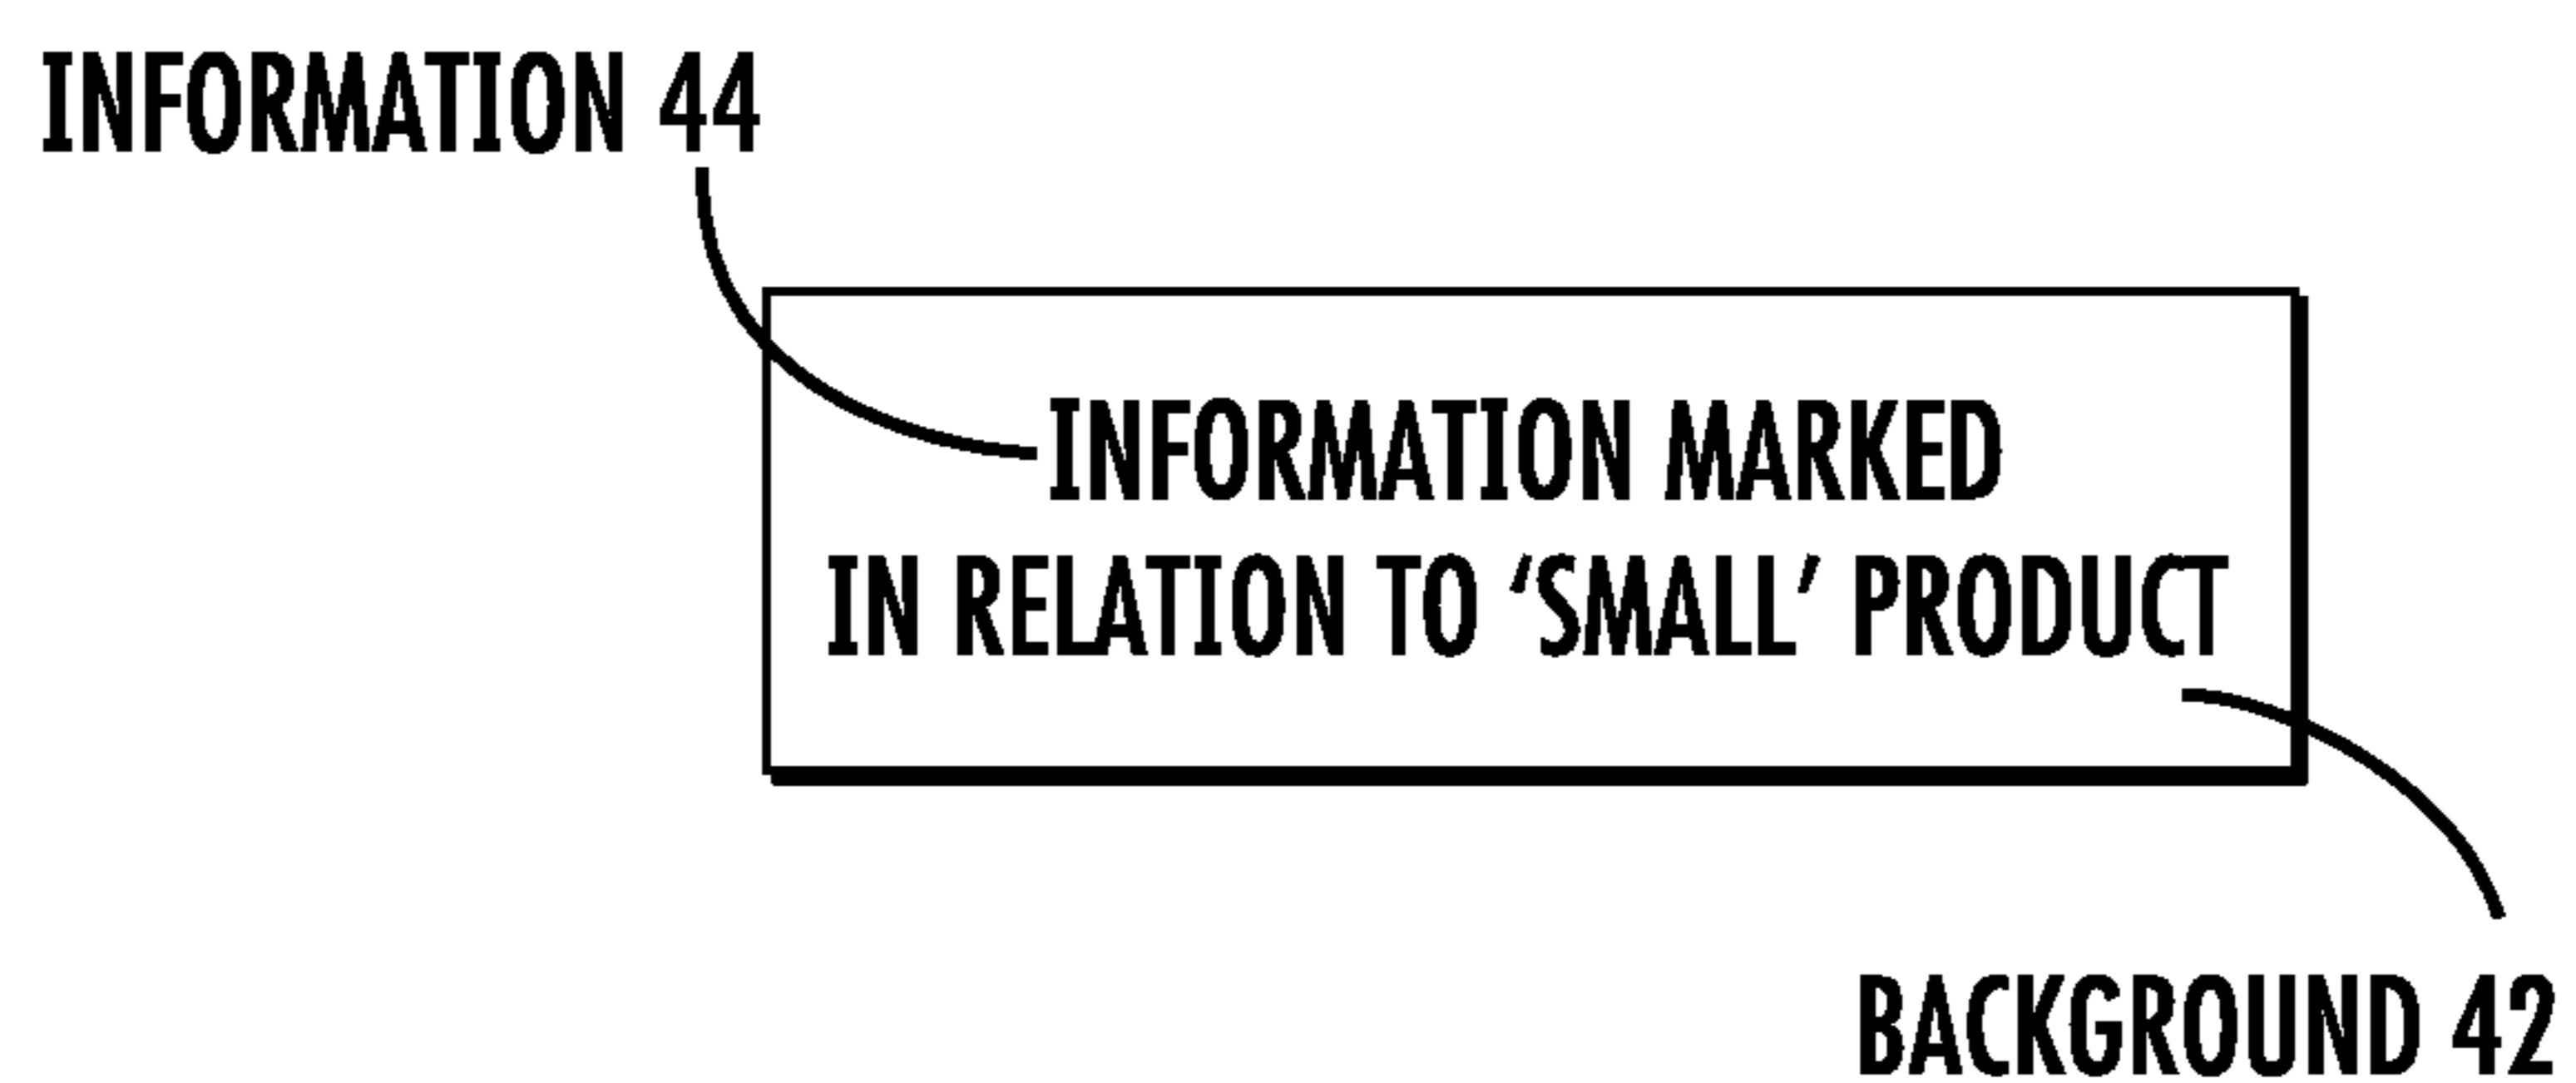 INFORMATION 44
INFORMATION MARKED
IN RELATION TO ‘SMALL’ PRODUCT
BACKGROUND 42